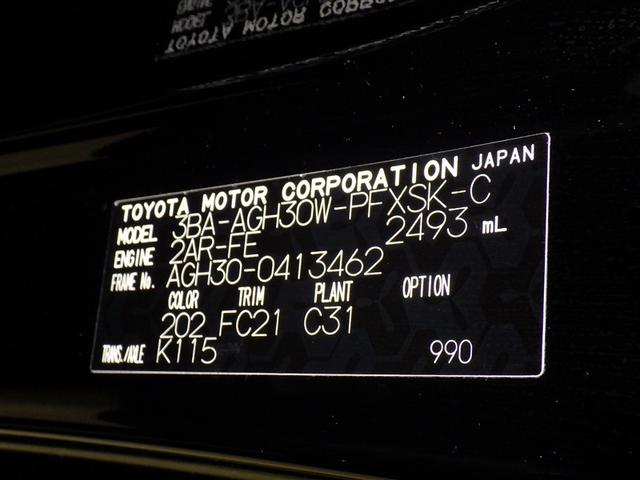 TOYOTA MOTOR CORPORATION JAPAN
MODEL 3BA-AGH30W-PFXSK-C
ENGINE 2AR-FE 2493 mL
FRAME No. AGH30-0413462
COLOR TRIM PLANT OPTION
202 FC21 C31
TRANS./AXLE K115 990